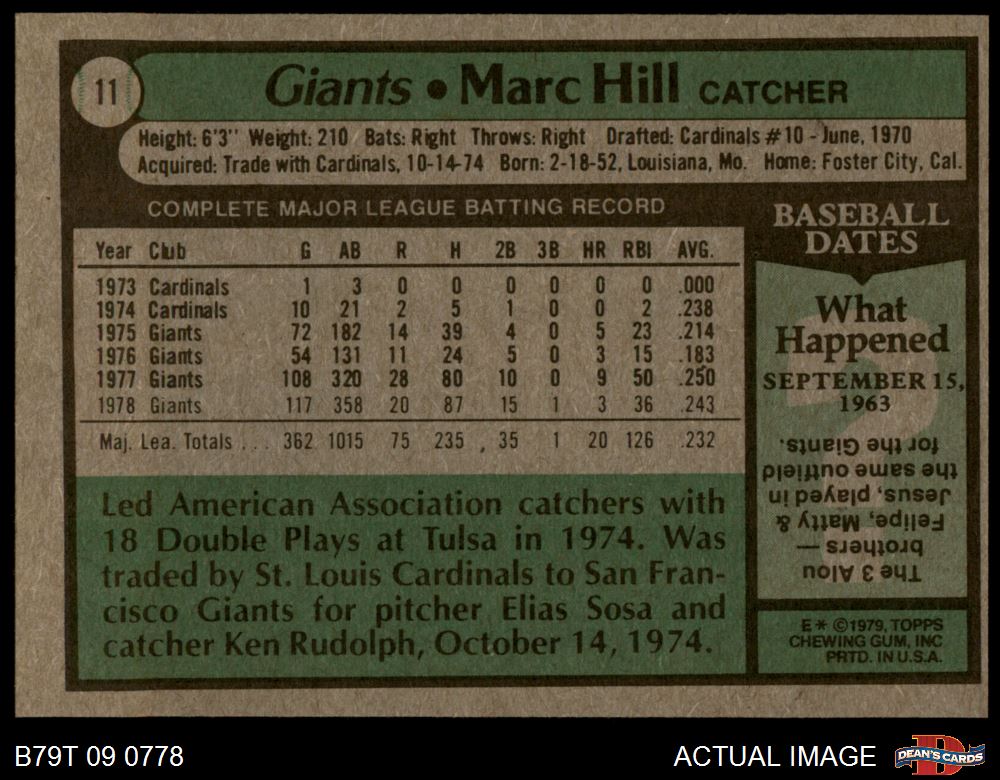 11
Giants • Marc Hill CATCHER
Height: 6'3'' Weight: 210 Bats: Right Throws: Right Drafted: Cardinals #10 - June, 1970
Acquired: Trade with Cardinals, 10-14-74 Born: 2-18-52, Louisiana, Mo. Home: Foster City, Cal.
COMPLETE MAJOR LEAGUE BATTING RECORD
Year Club G AB R H 2B 3B HR RBI AVG.
1973 Cardinals 1 3 0 0 0 0 0 0 .000
1974 Cardinals 10 21 2 5 1 0 0 2 .238
1975 Giants 72 182 14 39 4 0 5 23 .214
1976 Giants 54 131 11 24 5 0 3 15 .183
1977 Giants 108 320 28 80 10 0 9 50 .250
1978 Giants 117 358 20 87 15 1 3 36 .243
Maj. Lea. Totals . . . 362 1015 75 235 35 1 20 126 .232
Led American Association catchers with
18 Double Plays at Tulsa in 1974. Was
traded by St. Louis Cardinals to San Fran-
cisco Giants for pitcher Elias Sosa and
catcher Ken Rudolph, October 14, 1974.
BASEBALL
DATES
What
Happened
SEPTEMBER 15,
1963
The 3 Alou
brothers —
Felipe, Matty, &
Jesus, played in
the same outfield
for the Giants.
E* ©1979, TOPPS
CHEWING GUM, INC
PRTD. IN U.S.A.
B79T 09 0778
ACTUAL IMAGE
DEAN'S CARDS